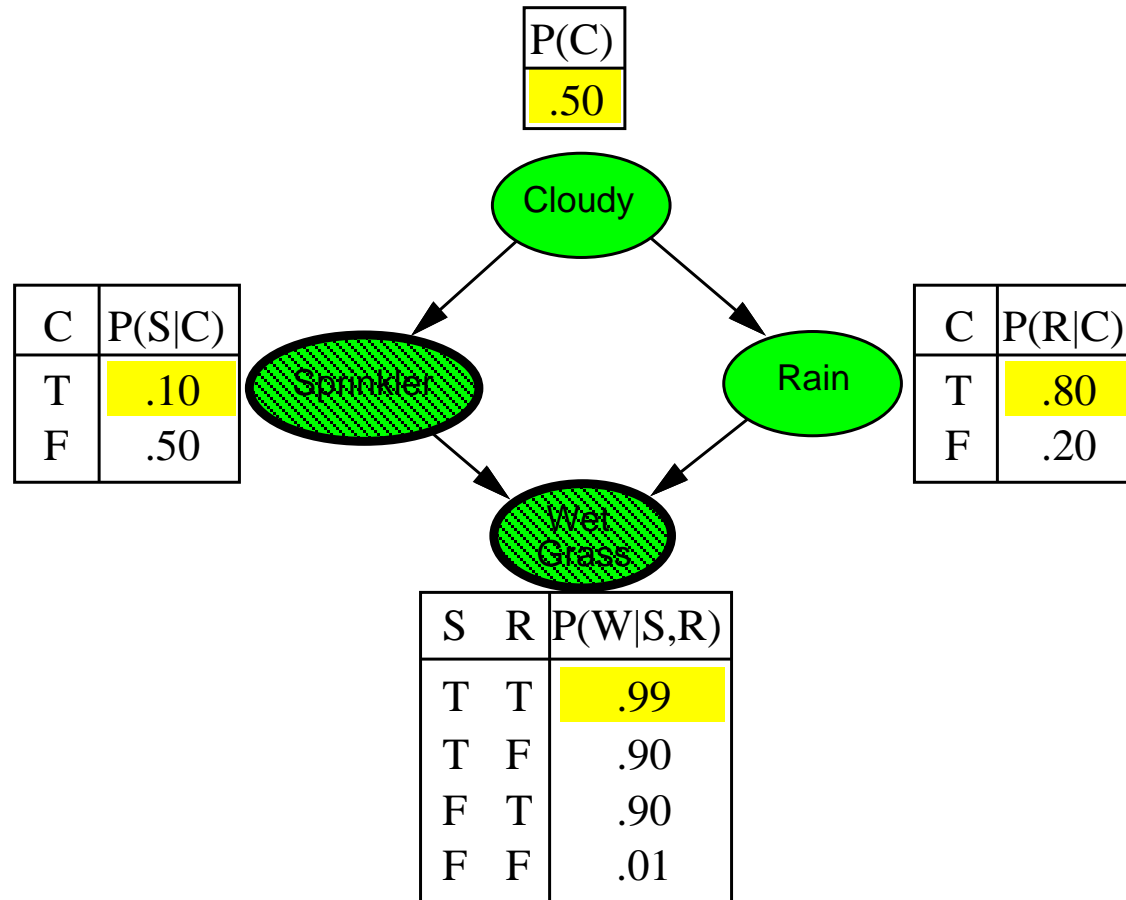 P(C)
.50
Cloudy
C P(S|C)
T .10
F .50
Sprinkler
Rain
C P(R|C)
T .80
F .20
Wet
Grass
S R P(W|S,R)
T T .99
T F .90
F T .90
F F .01